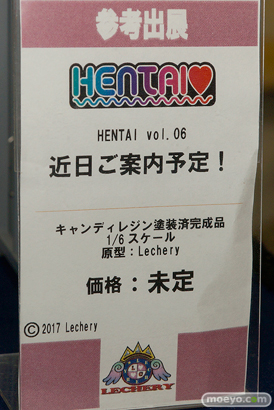 参考出展
HENTAI
HENTAI vol.06
近日ご案内予定！
キャンディレジン塗装済完成品
1/6スケール
原型：Lechery
価格：未定
© 2017 Lechery
LECHERY
moeyo.com